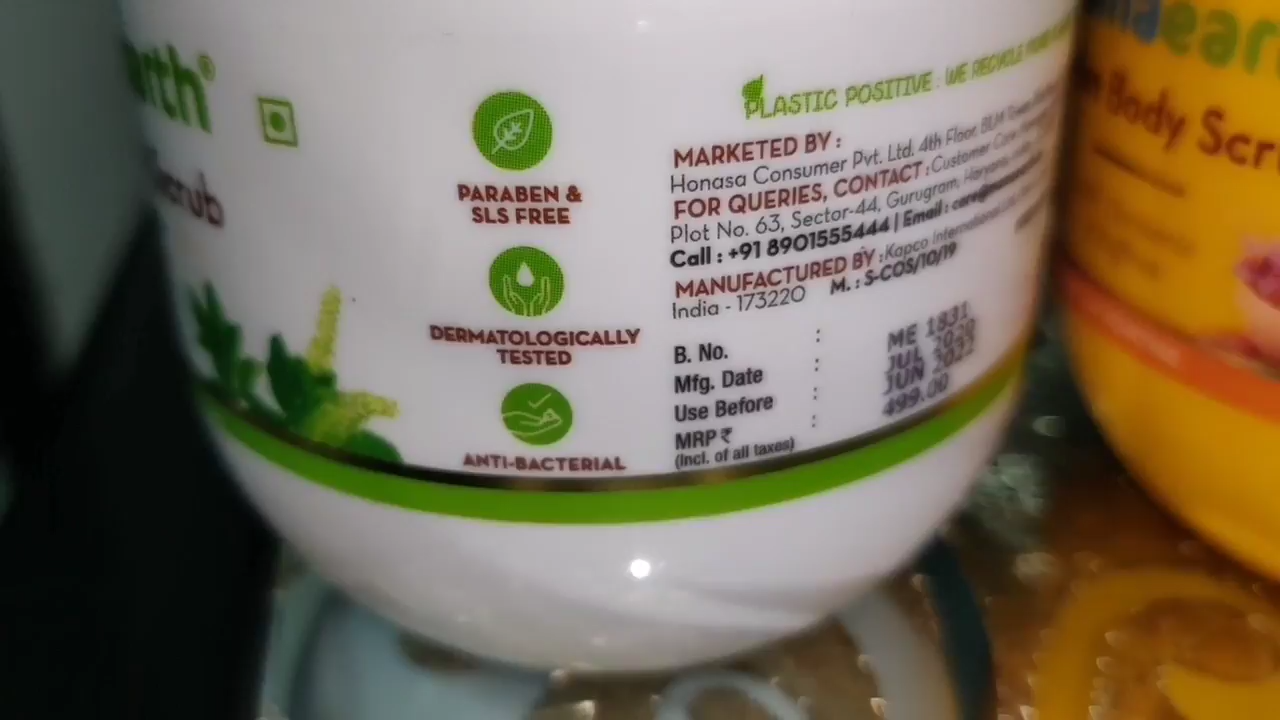 arth®
crub
PARABEN &
SLS FREE
DERMATOLOGICALLY
TESTED
ANTI-BACTERIAL
PLASTIC POSITIVE : WE RECYCLE
MARKETED BY :
Honasa Consumer Pvt. Ltd. 4th Floor,
FOR QUERIES, CONTACT : Customer Care
Plot No. 63, Sector-44, Gurugram, Haryana,
Call : +91 8901555444 | Email :
MANUFACTURED BY : Kapco International
India - 173220 M. : S-COS/10/19
B. No. : ME 1831
Mfg. Date : JUL 2020
Use Before : JUN 2022
MRP ₹ : 499.00
(Incl. of all taxes)
aear
Body Scr